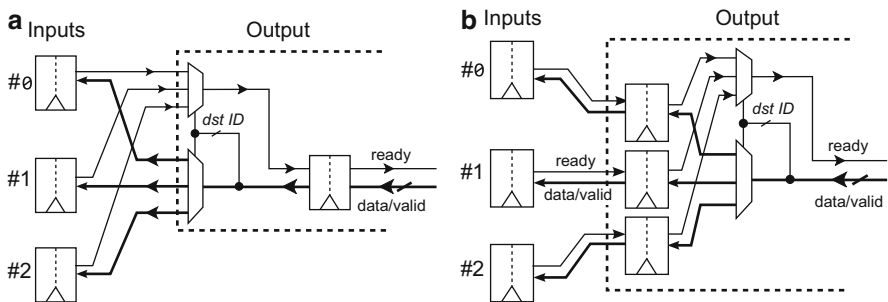 a
Inputs
Output
#0
#1
#2
dst ID
ready
data/valid
b
Inputs
Output
#0
#1
#2
dst ID
ready
data/valid
ready
data/valid